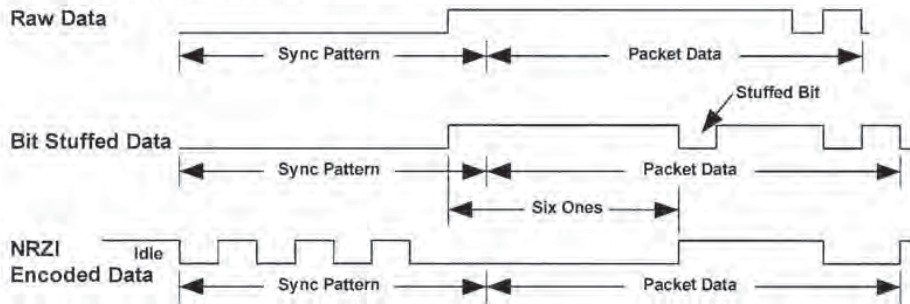 Raw Data
Sync Pattern
Packet Data
Stuffed Bit
Bit Stuffed Data
Sync Pattern
Packet Data
Six Ones
NRZI
Encoded Data
Idle
Sync Pattern
Packet Data